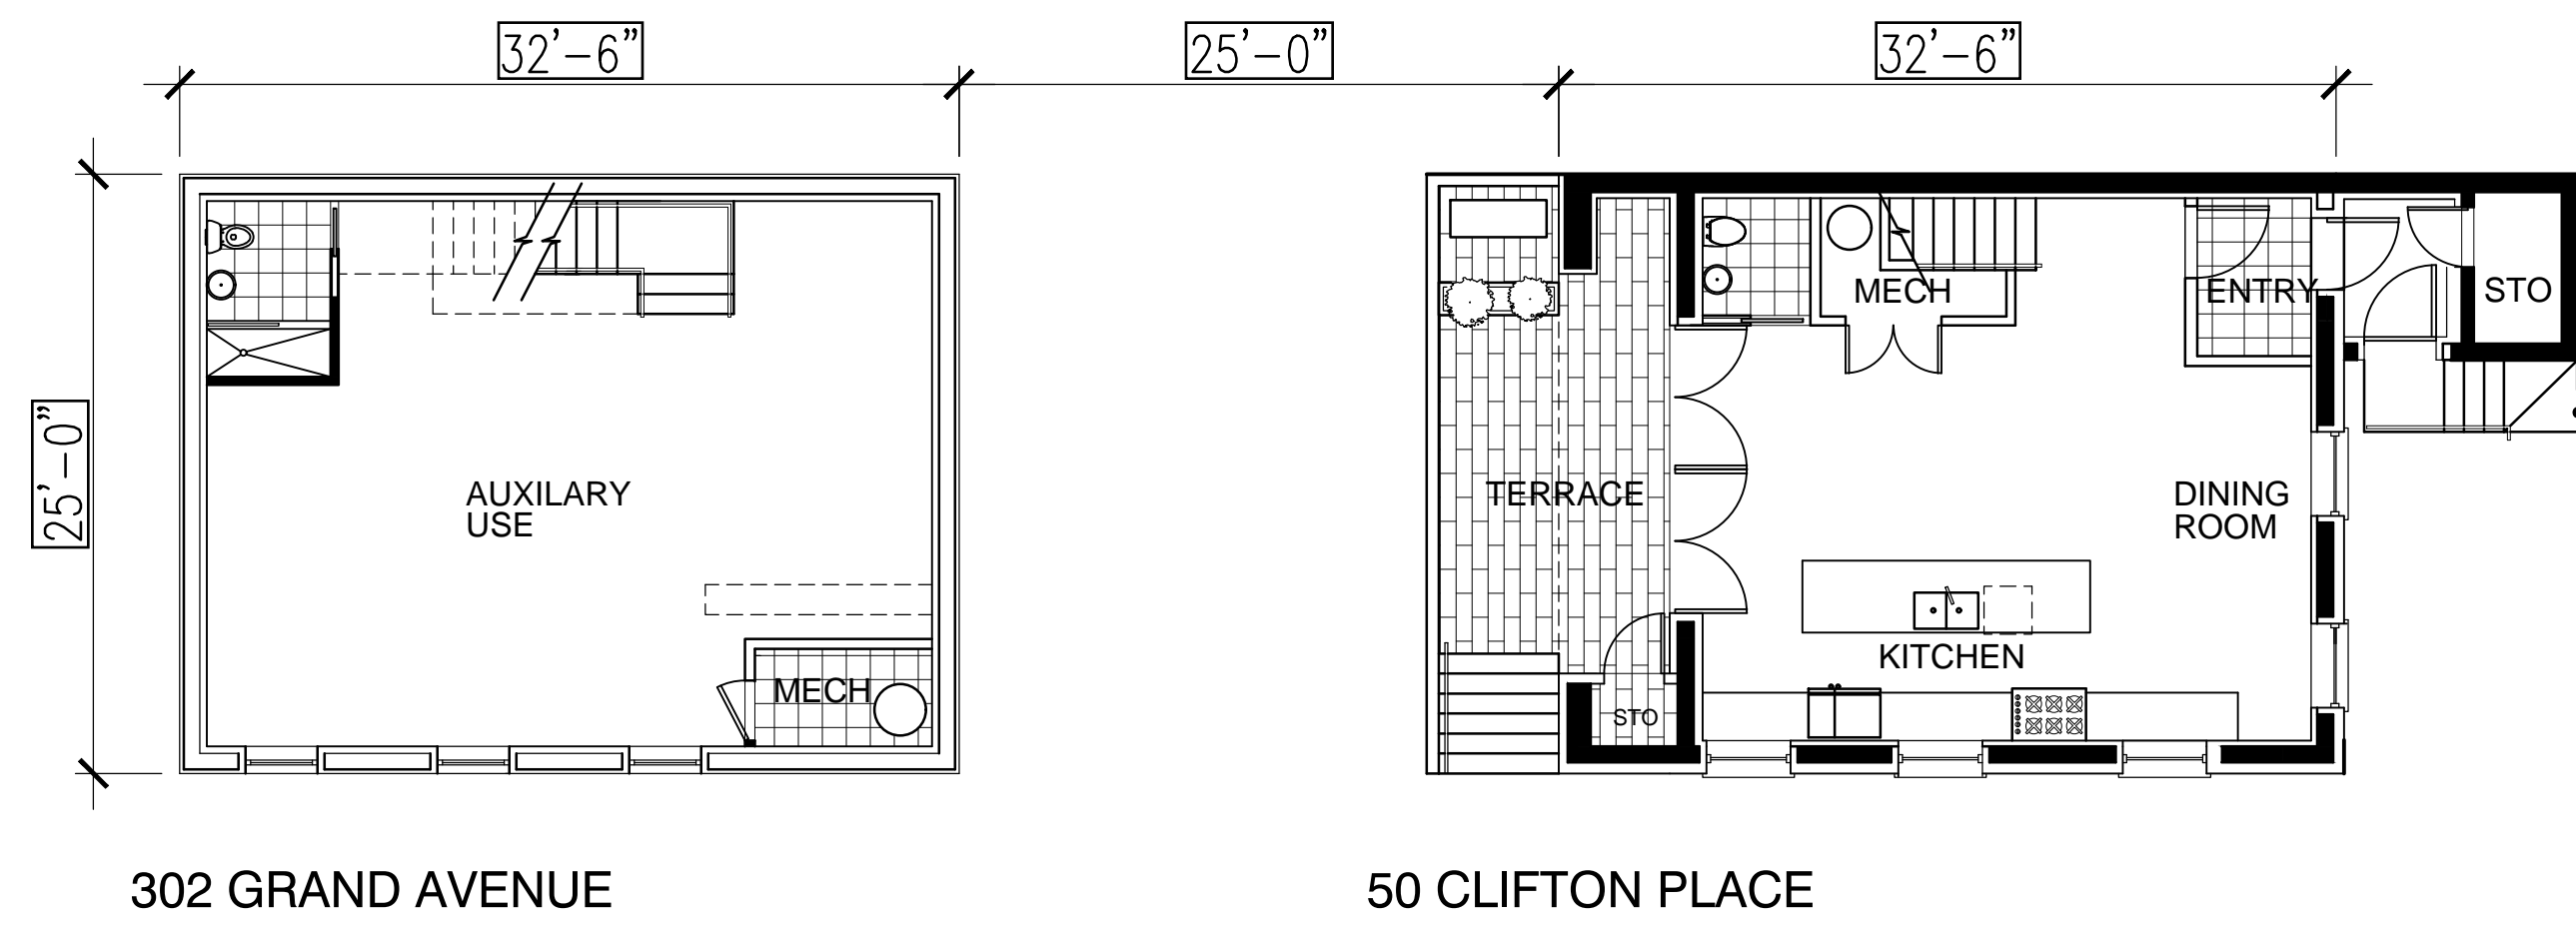 32'-6"
25'-0"
32'-6"
25'-0"
MECH
ENTRY
STO
AUXILARY
USE
TERRACE
DINING
ROOM
KITCHEN
MECH
STO
302 GRAND AVENUE
50 CLIFTON PLACE